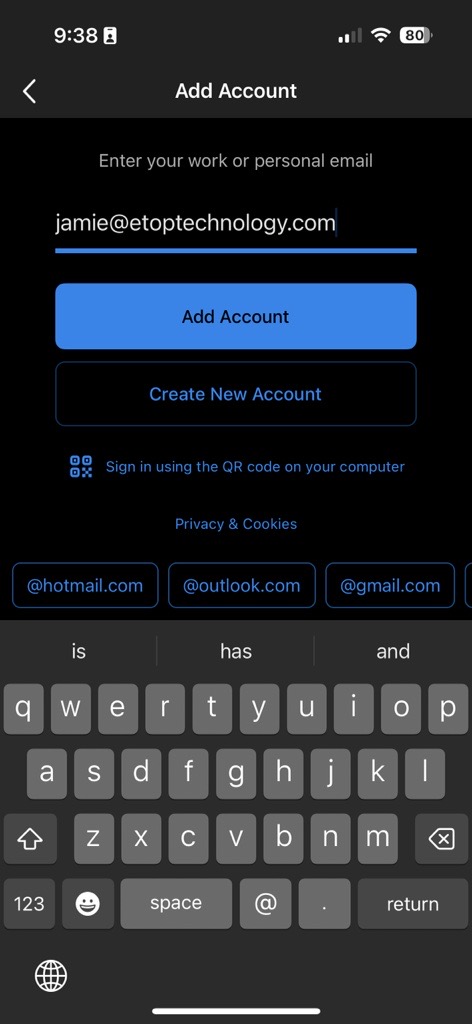 9:38
80
Add Account
Enter your work or personal email
jamie@etoptechnology.com
Add Account
Create New Account
Sign in using the QR code on your computer
Privacy & Cookies
@hotmail.com @outlook.com @gmail.com
is has and
q w e r t y u i o p
a s d f g h j k l
z x c v b n m
123 space @ . return